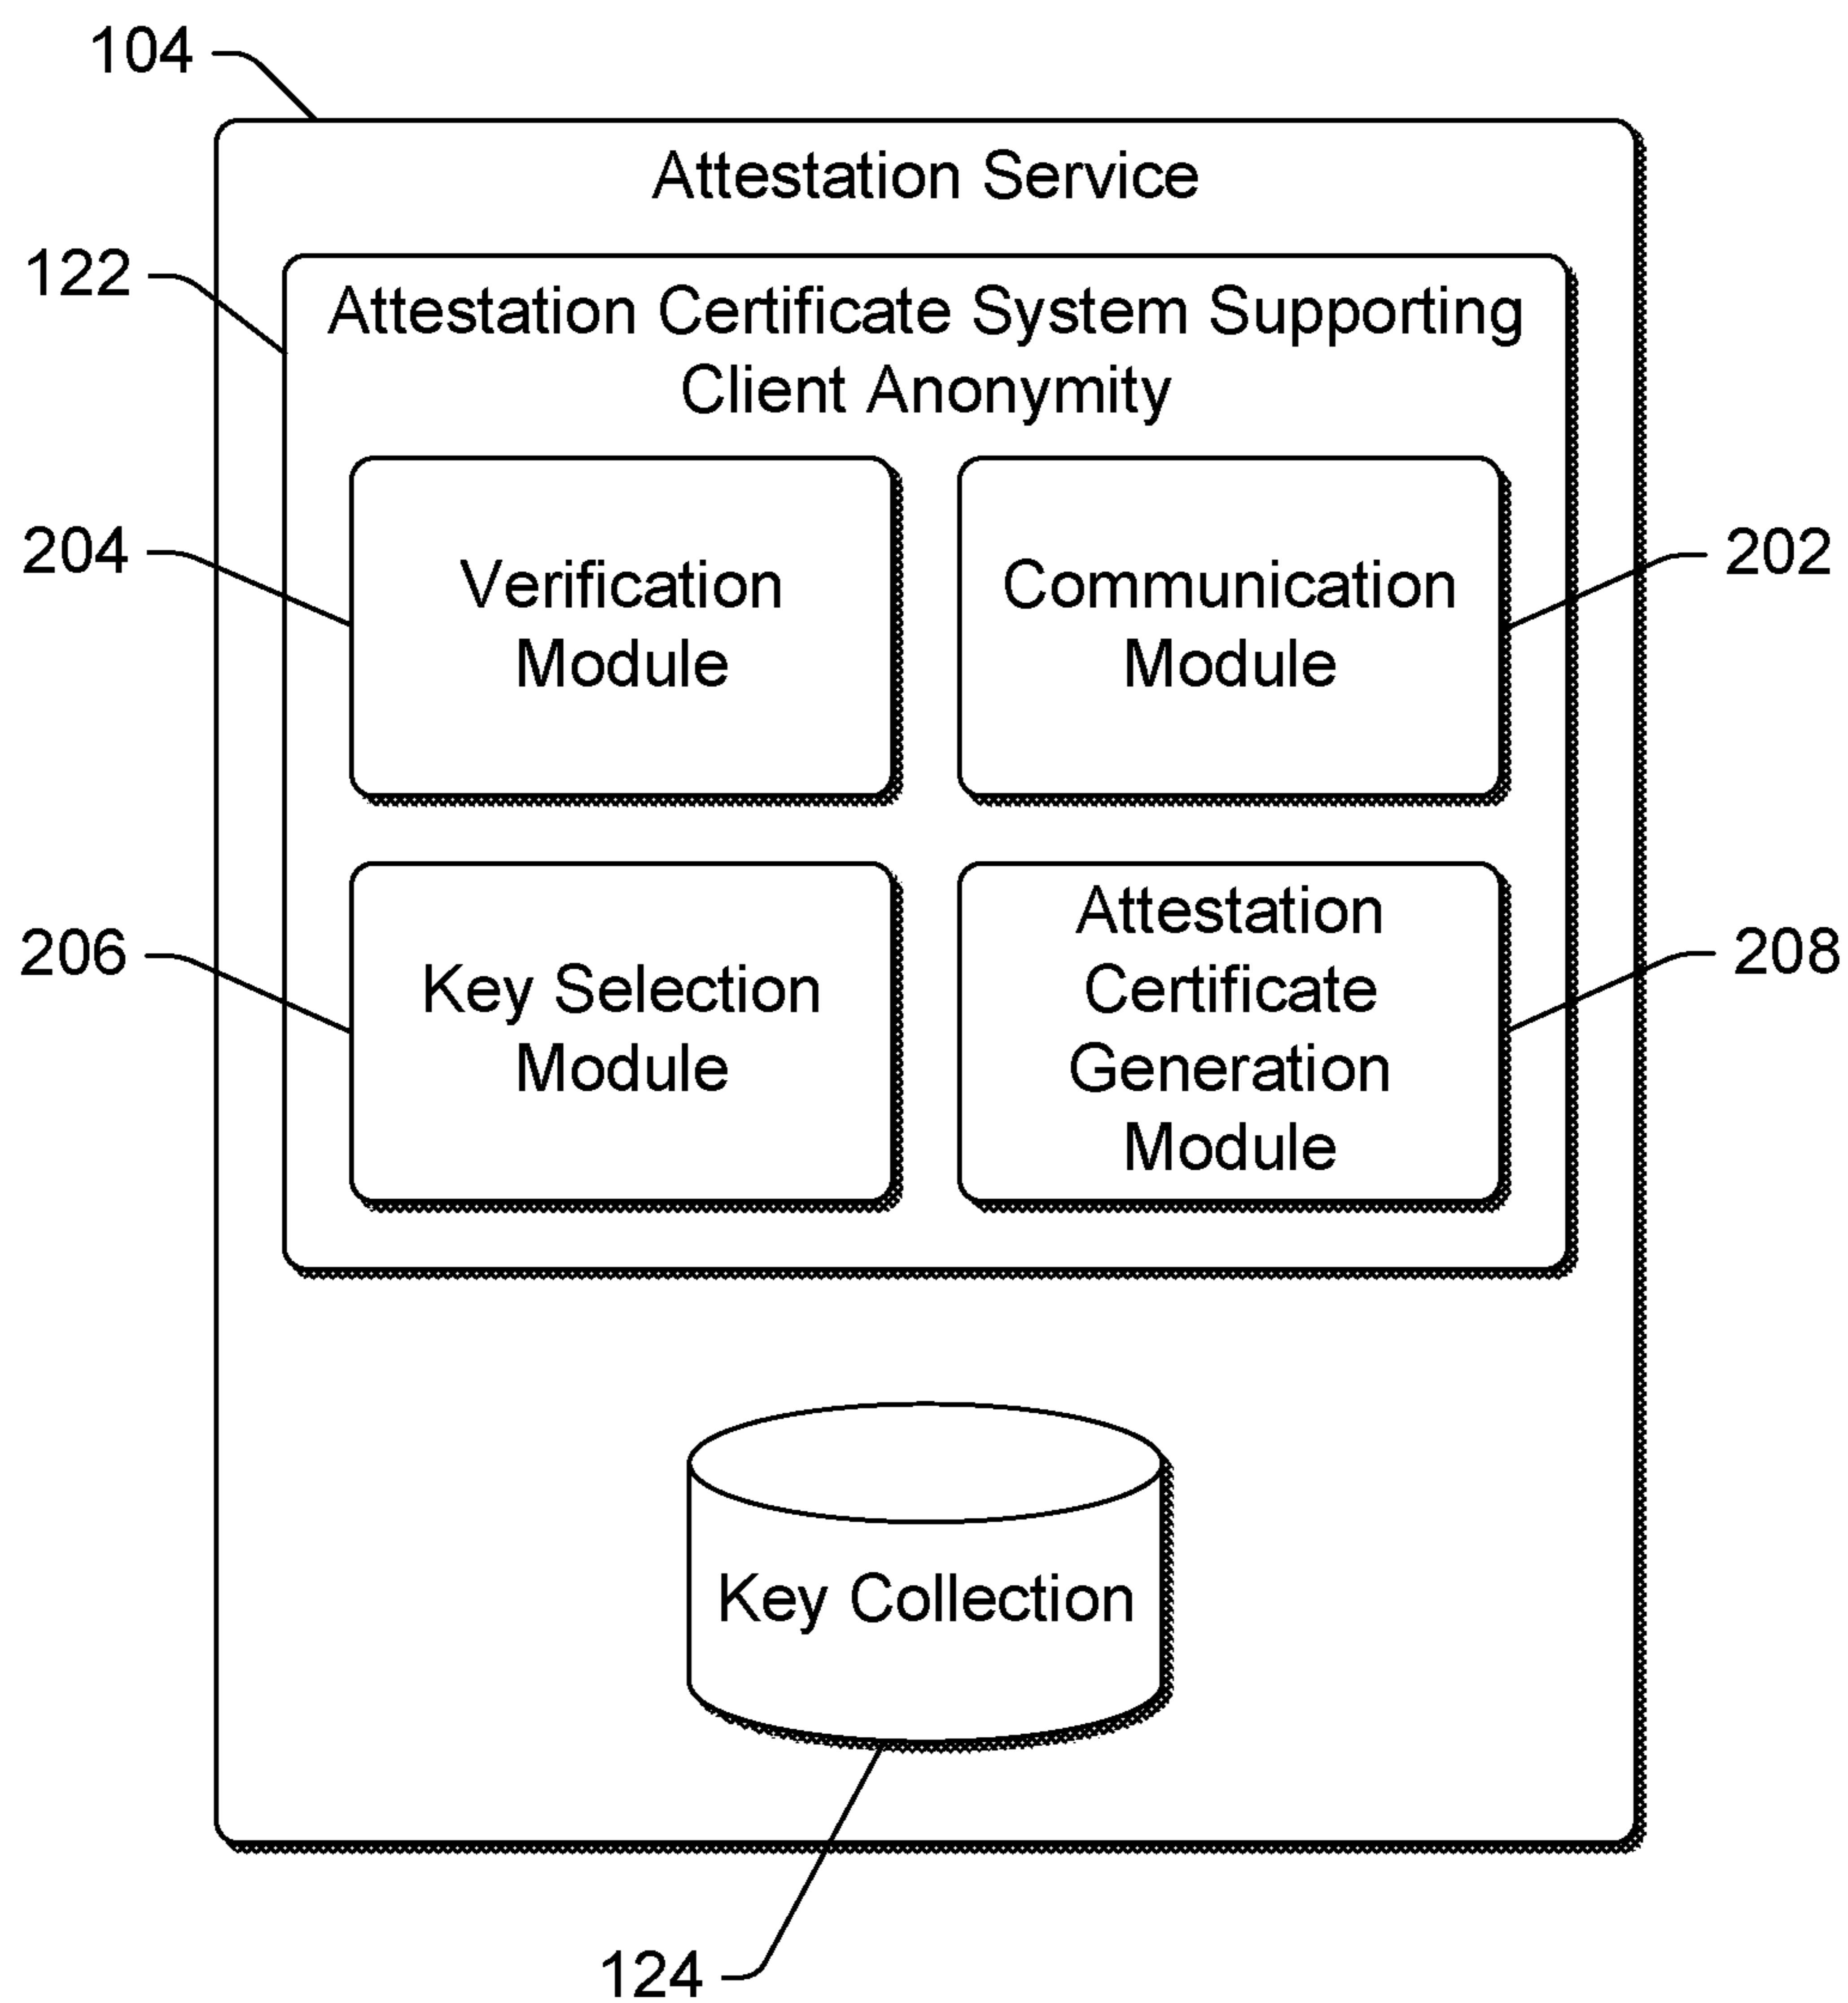 104
Attestation Service
122
Attestation Certificate System Supporting
Client Anonymity
204
Verification
Module
Communication
Module
202
206
Key Selection
Module
Attestation
Certificate
Generation
Module
208
Key Collection
124